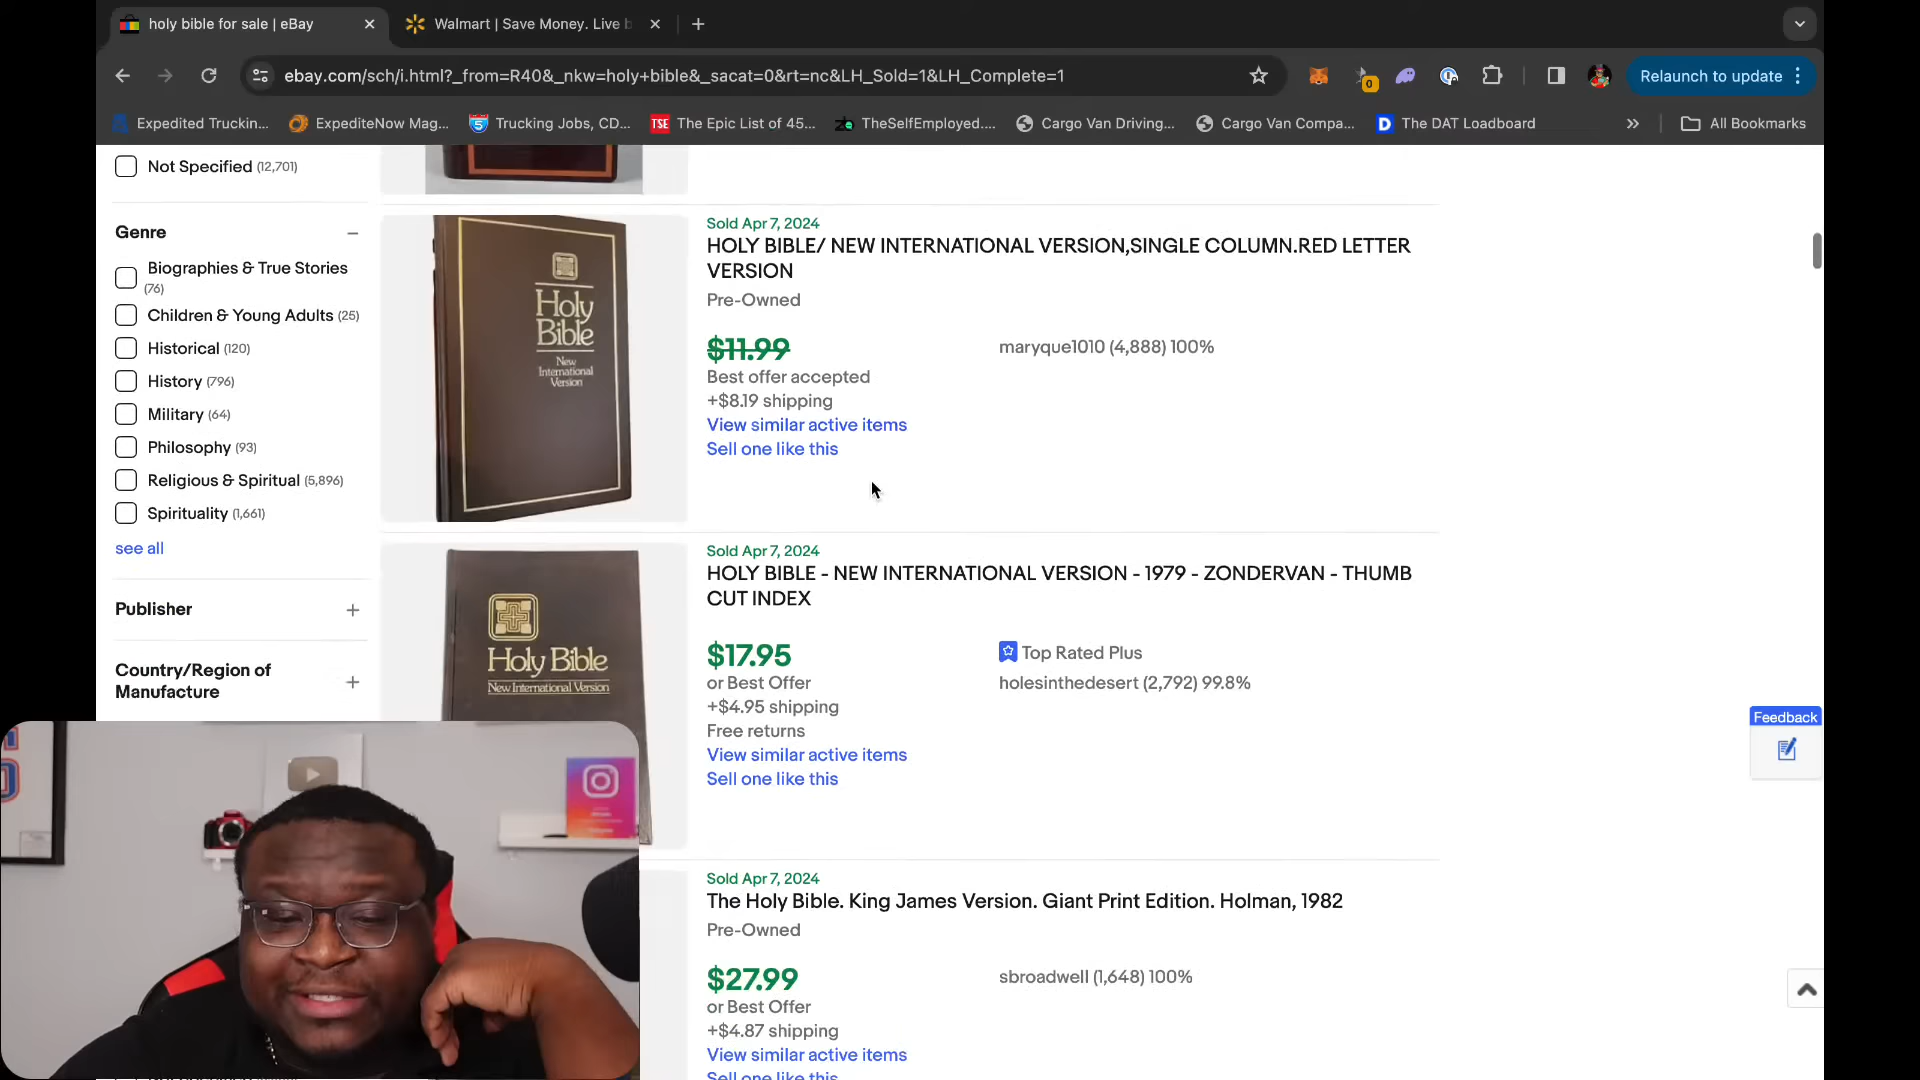 holy bible for sale | eBay
Walmart | Save Money. Live b
ebay.com/sch/i.html?_from=R40&_nkw=holy+bible&_sacat=0&rt=nc&LH_Sold=1&LH_Complete=1
0
Relaunch to update
Expedited Truckin...
ExpediteNow Mag...
5 Trucking Jobs, CD...
TSE The Epic List of 45...
TheSelfEmployed....
Cargo Van Driving...
Cargo Van Compa...
D The DAT Loadboard
All Bookmarks
Not Specified (12,701)
Genre
Biographies & True Stories
(76)
Children & Young Adults (25)
Historical (120)
History (796)
Military (64)
Philosophy (93)
Religious & Spiritual (5,896)
Spirituality (1,661)
see all
Publisher
Country/Region of
Manufacture
Holy
Bible
New
International
Version
Sold Apr 7, 2024
HOLY BIBLE/ NEW INTERNATIONAL VERSION,SINGLE COLUMN.RED LETTER
VERSION
Pre-Owned
$11.99
maryque1010 (4,888) 100%
Best offer accepted
+$8.19 shipping
View similar active items
Sell one like this
Holy Bible
New International Version
Sold Apr 7, 2024
HOLY BIBLE - NEW INTERNATIONAL VERSION - 1979 - ZONDERVAN - THUMB
CUT INDEX
$17.95
Top Rated Plus
or Best Offer
holesinthedesert (2,792) 99.8%
+$4.95 shipping
Free returns
View similar active items
Sell one like this
Feedback
Sold Apr 7, 2024
The Holy Bible. King James Version. Giant Print Edition. Holman, 1982
Pre-Owned
$27.99
sbroadwell (1,648) 100%
or Best Offer
+$4.87 shipping
View similar active items
Sell one like this